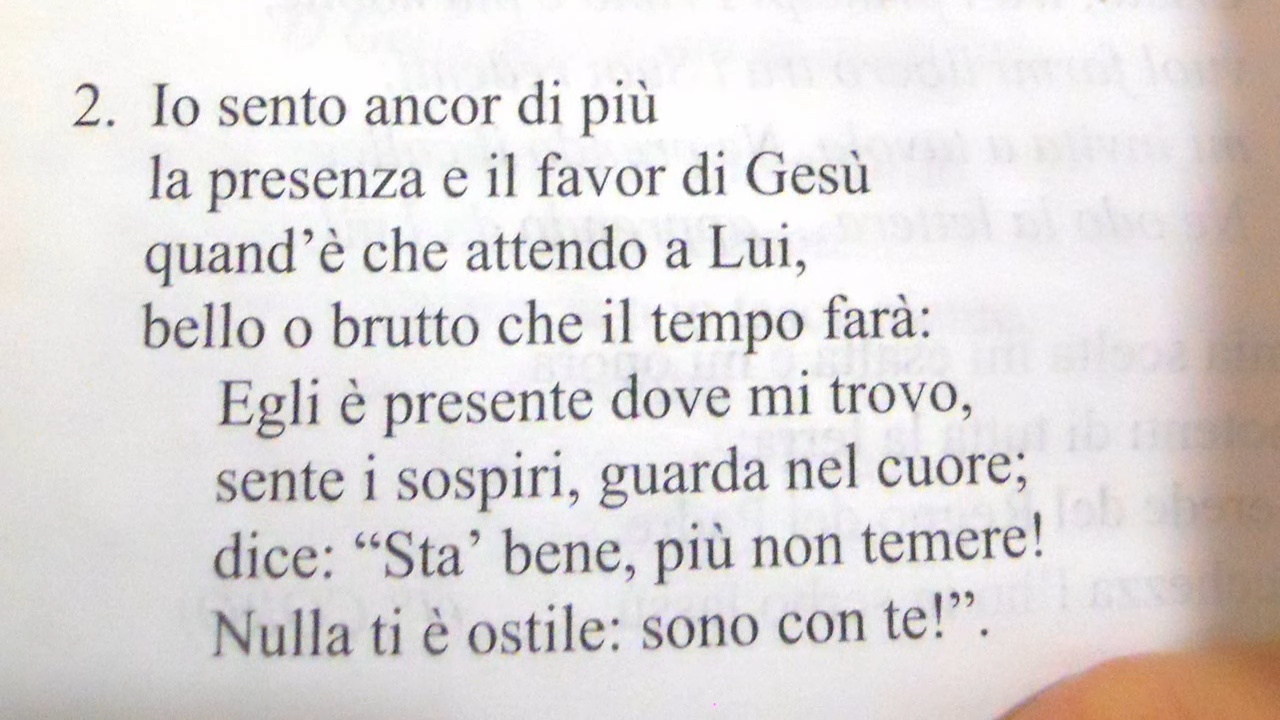 2. Io sento ancor di più
la presenza e il favor di Gesù
quand’è che attendo a Lui,
bello o brutto che il tempo farà:
Egli è presente dove mi trovo,
sente i sospiri, guarda nel cuore;
dice: “Sta’ bene, più non temere!
Nulla ti è ostile: sono con te!”.